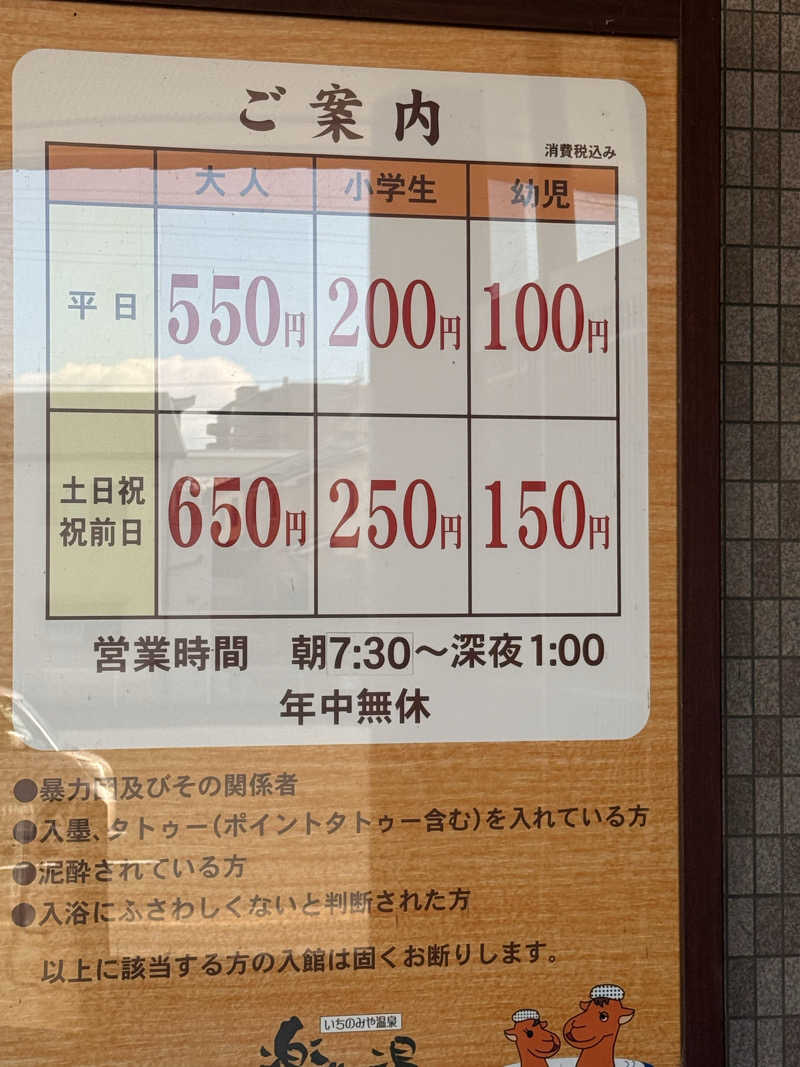 ご案内
消費税込み
大人 小学生 幼児
平日 550円 200円 100円
土日祝 祝前日 650円 250円 150円
営業時間 朝7:30～深夜1:00
年中無休
●暴力団及びその関係者
●入墨、タトゥー(ポイントタトゥー含む)を入れている方
●泥酔されている方
●入浴にふさわしくないと判断された方
以上に該当する方の入館は固くお断りします。
いちのみや温泉